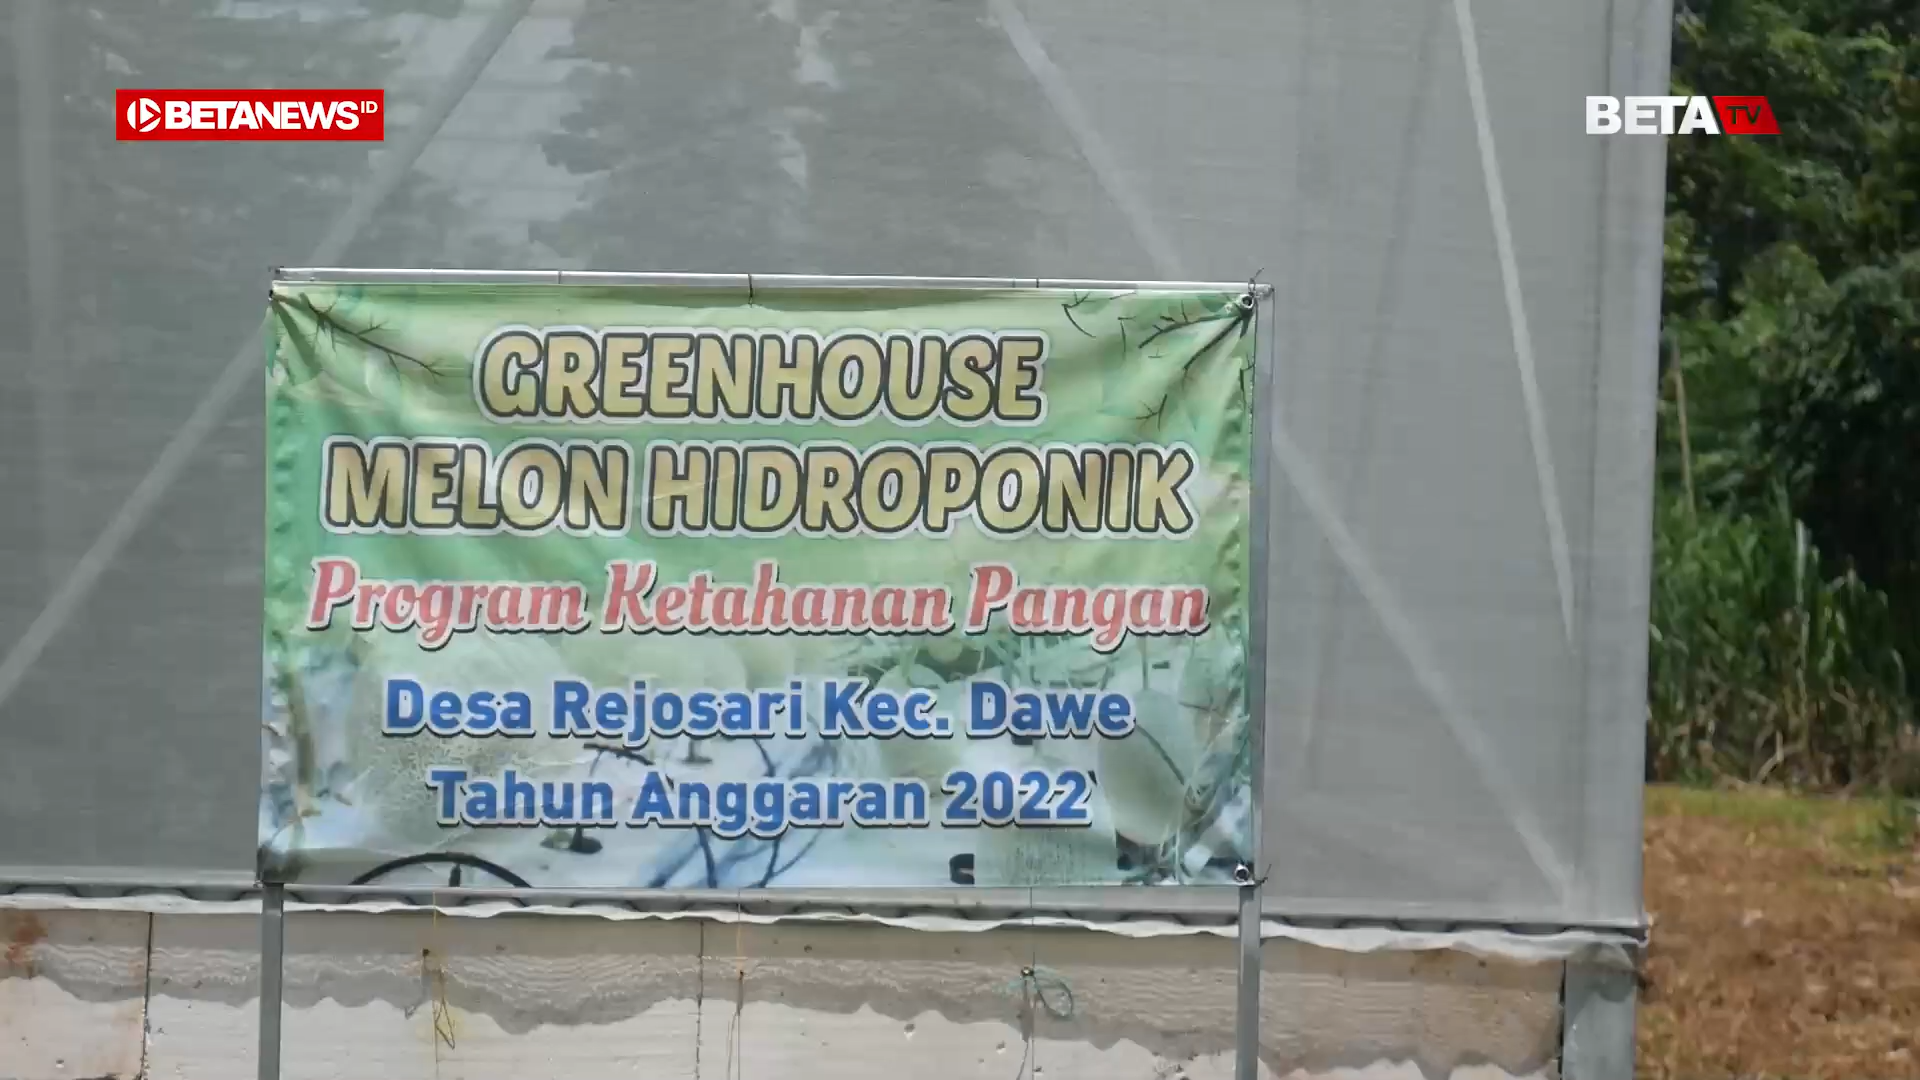 BETANEWS ID
BETA TV
GREENHOUSE
MELON HIDROPONIK
Program Ketahanan Pangan
Desa Rejosari Kec. Dawe
Tahun Anggaran 2022